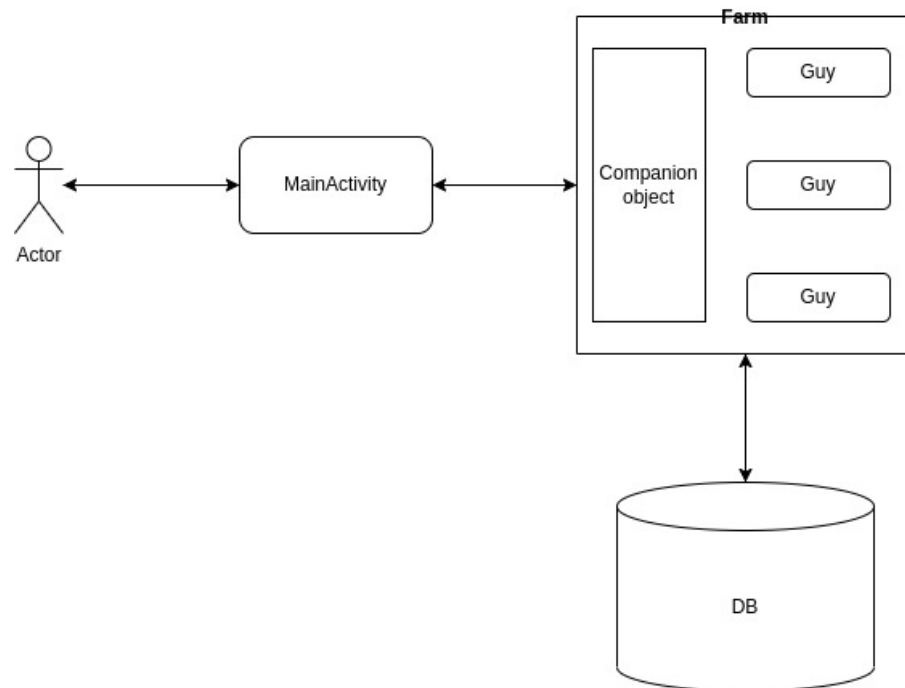 Farm
Guy
MainActivity
Companion
object
Guy
Actor
Guy
DB